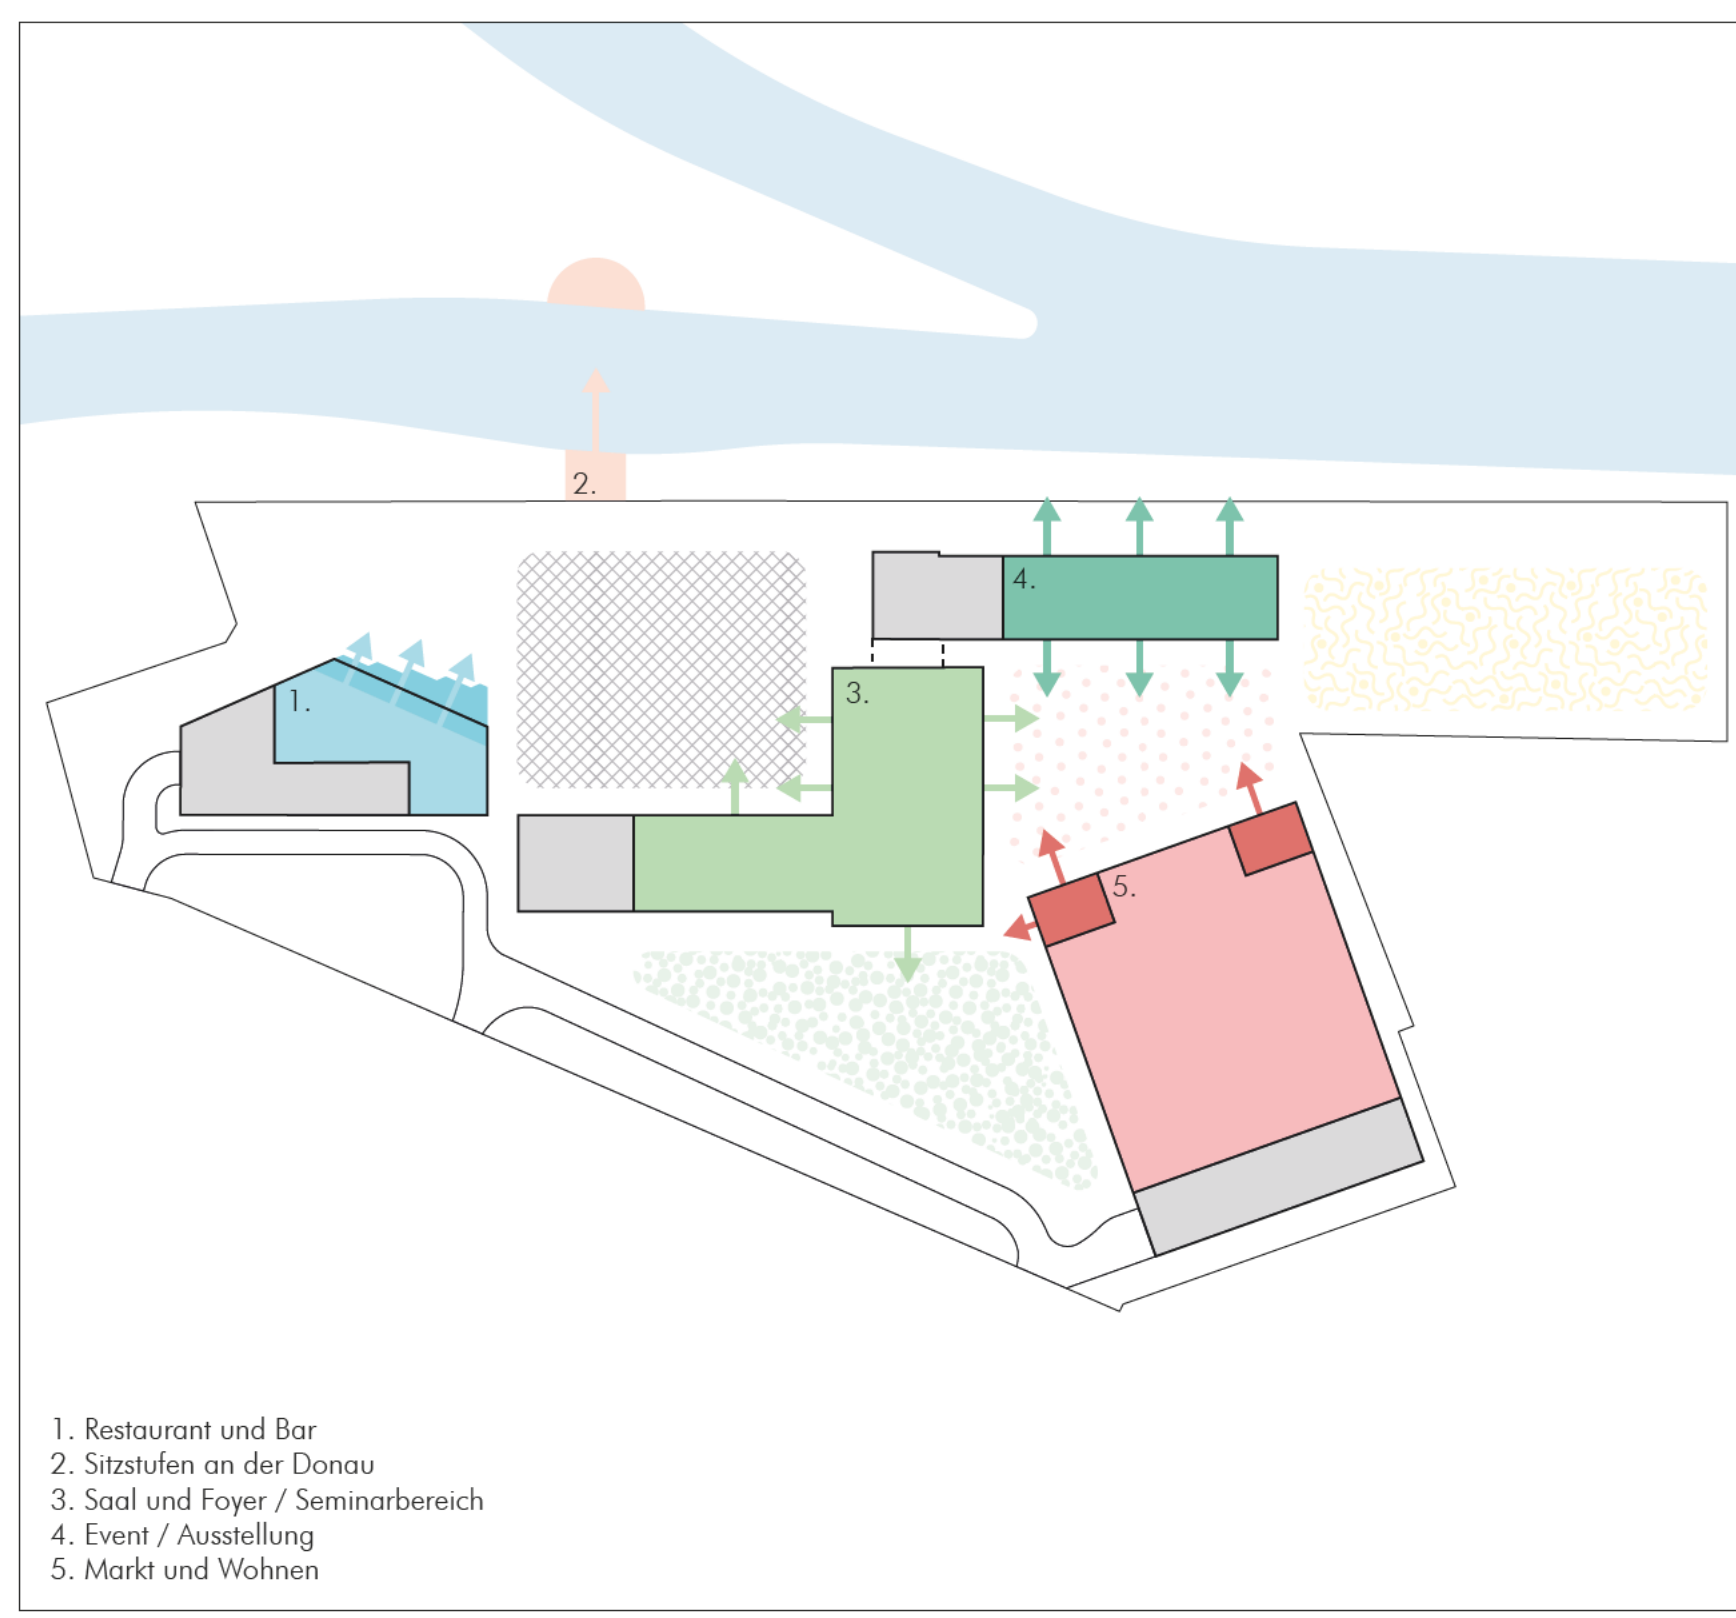 2.
4.
3.
1.
5.
1. Restaurant und Bar
2. Sitzstufen an der Donau
3. Saal und Foyer / Seminarbereich
4. Event / Ausstellung
5. Markt und Wohnen